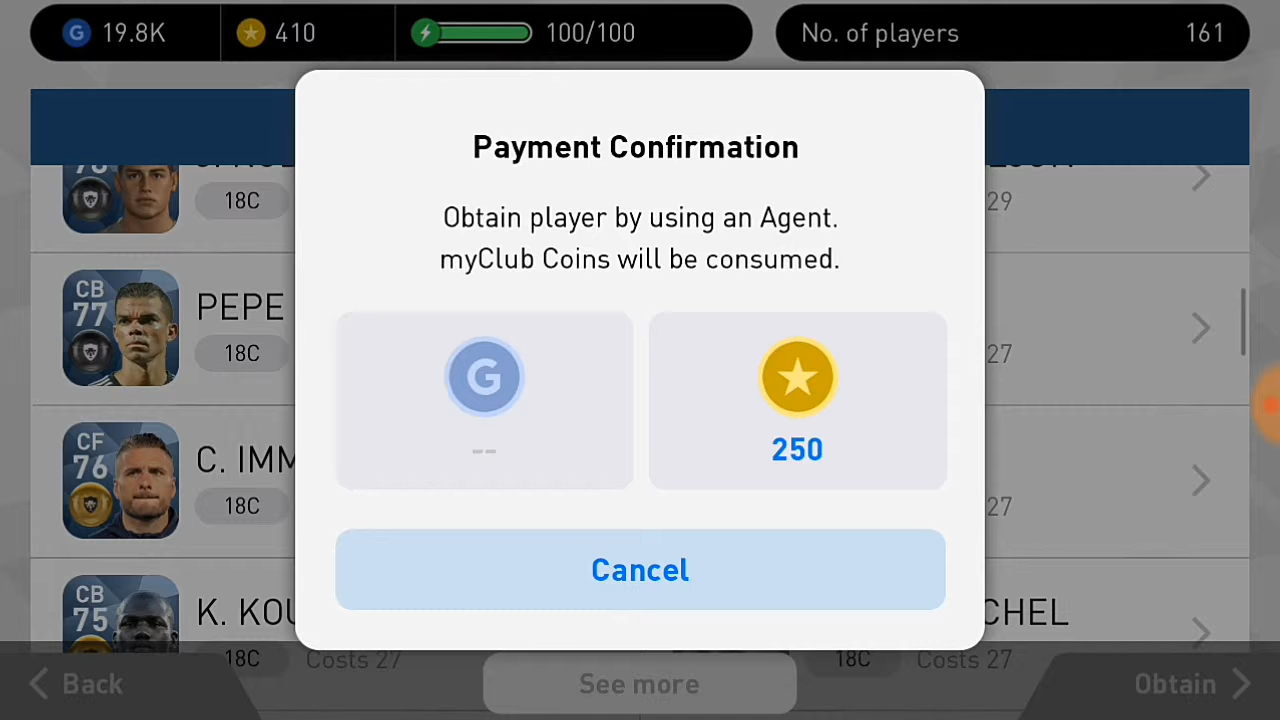 G 19.8K
410
100/100
No. of players 161
Payment Confirmation
Obtain player by using an Agent.
myClub Coins will be consumed.
G
--
250
Cancel
18C
29
CB
77
PEPE
18C
27
CF
76
C. IMM
18C
27
CB
75
K. KOU
CHEL
18C
Costs 27
18C
Costs 27
Back
See more
Obtain